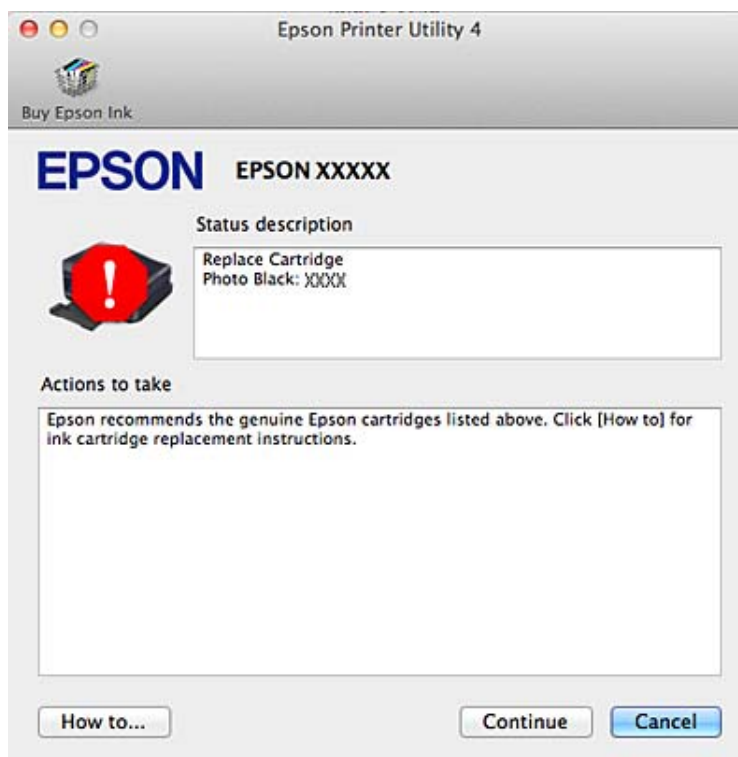 Epson Printer Utility 4
Buy Epson Ink
EPSON EPSON XXXXX
Status description
Replace Cartridge
Photo Black: XXXX
!
Actions to take
Epson recommends the genuine Epson cartridges listed above. Click [How to] for
ink cartridge replacement instructions.
How to... Continue Cancel